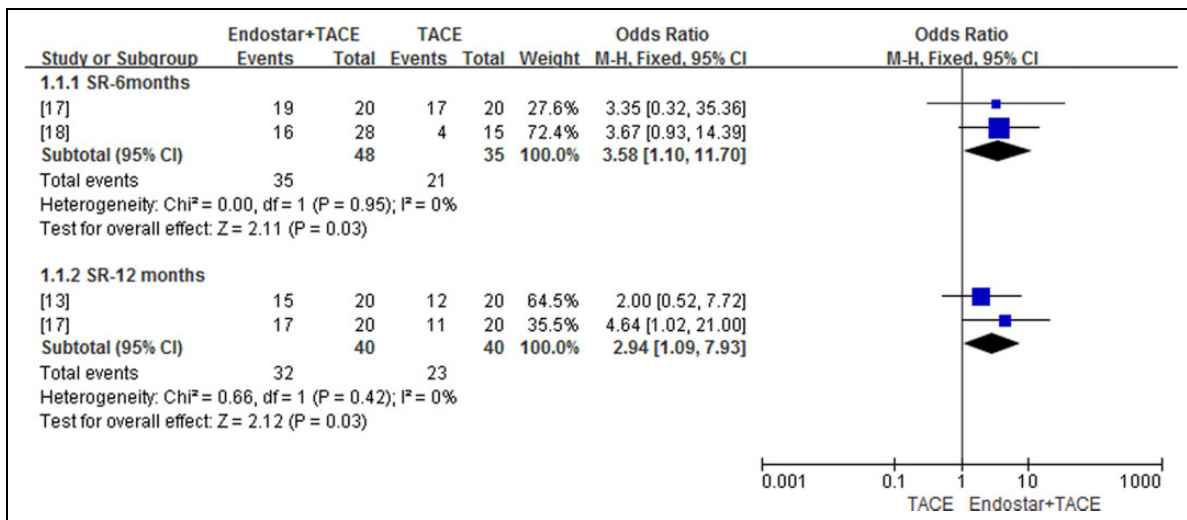 Endostar+TACE TACE Odds Ratio Odds Ratio
Study or Subgroup Events Total Events Total Weight M-H, Fixed, 95% CI M-H, Fixed, 95% CI
1.1.1 SR-6months
[17] 19 20 17 20 27.6% 3.35 [0.32, 35.36]
[18] 16 28 4 15 72.4% 3.67 [0.93, 14.39]
Subtotal (95% CI) 48 35 100.0% 3.58 [1.10, 11.70]
Total events 35 21
Heterogeneity: Chi² = 0.00, df = 1 (P = 0.95); I² = 0%
Test for overall effect: Z = 2.11 (P = 0.03)
1.1.2 SR-12 months
[13] 15 20 12 20 64.5% 2.00 [0.52, 7.72]
[17] 17 20 11 20 35.5% 4.64 [1.02, 21.00]
Subtotal (95% CI) 40 40 100.0% 2.94 [1.09, 7.93]
Total events 32 23
Heterogeneity: Chi² = 0.66, df = 1 (P = 0.42); I² = 0%
Test for overall effect: Z = 2.12 (P = 0.03)
0.001 0.1 1 10 1000
TACE Endostar+TACE